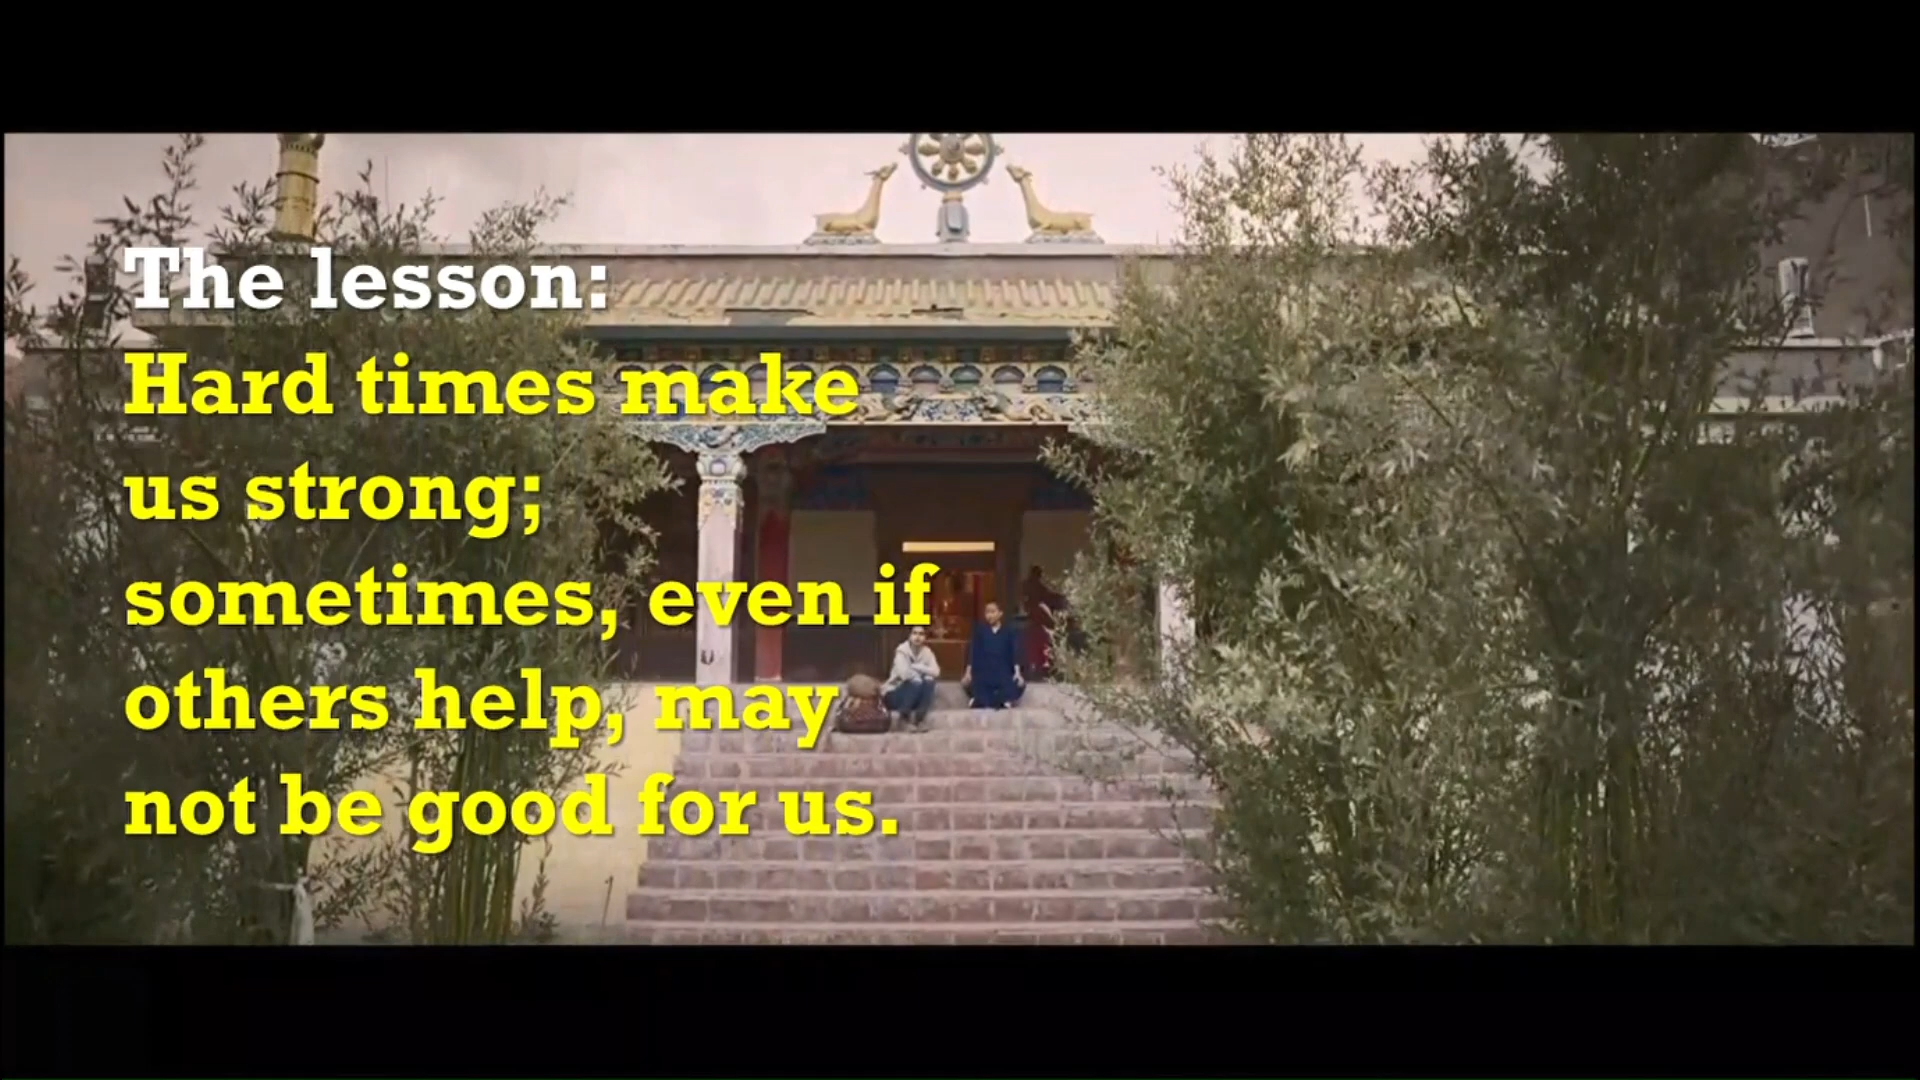 The lesson:
Hard times make
us strong;
sometimes, even if
others help, may
not be good for us.